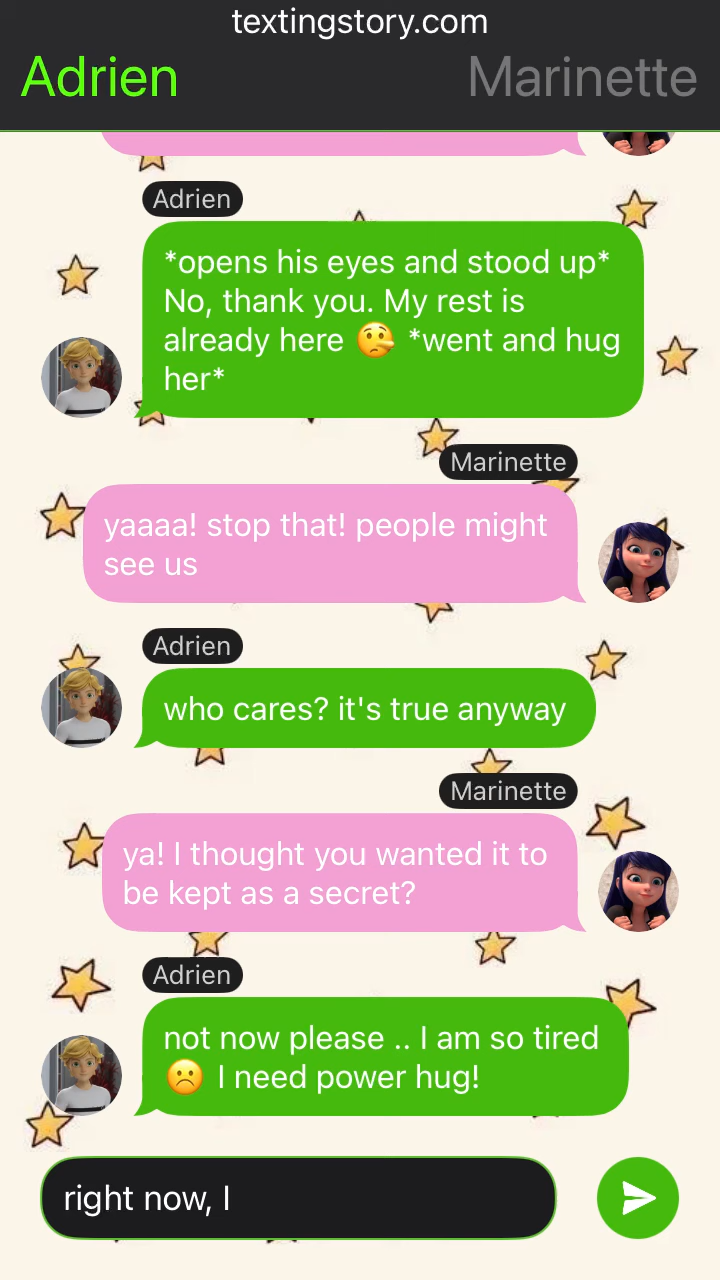 textingstory.com
Adrien Marinette
Adrien
*opens his eyes and stood up*
No, thank you. My rest is
already here 🤥 *went and hug
her*
Marinette
yaaaa! stop that! people might
see us
Adrien
who cares? it's true anyway
Marinette
ya! I thought you wanted it to
be kept as a secret?
Adrien
not now please .. I am so tired
☹️ I need power hug!
right now, I